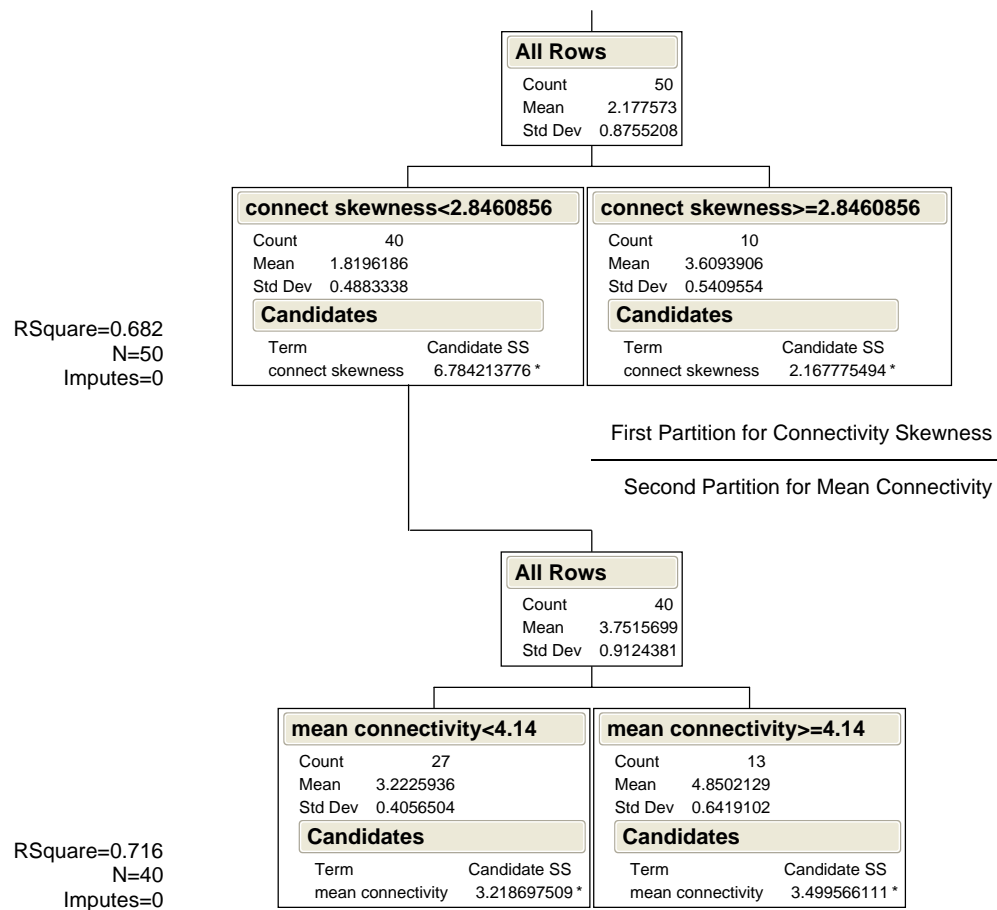 All Rows
Count 50
Mean 2.177573
Std Dev 0.8755208
connect skewness<2.8460856
Count 40
Mean 1.8196186
Std Dev 0.4883338
Candidates
Term Candidate SS
connect skewness 6.784213776 *
connect skewness>=2.8460856
Count 10
Mean 3.6093906
Std Dev 0.5409554
Candidates
Term Candidate SS
connect skewness 2.167775494 *
RSquare=0.682
N=50
Imputes=0
First Partition for Connectivity Skewness
Second Partition for Mean Connectivity
All Rows
Count 40
Mean 3.7515699
Std Dev 0.9124381
mean connectivity<4.14
Count 27
Mean 3.2225936
Std Dev 0.4056504
Candidates
Term Candidate SS
mean connectivity 3.218697509 *
mean connectivity>=4.14
Count 13
Mean 4.8502129
Std Dev 0.6419102
Candidates
Term Candidate SS
mean connectivity 3.499566111 *
RSquare=0.716
N=40
Imputes=0